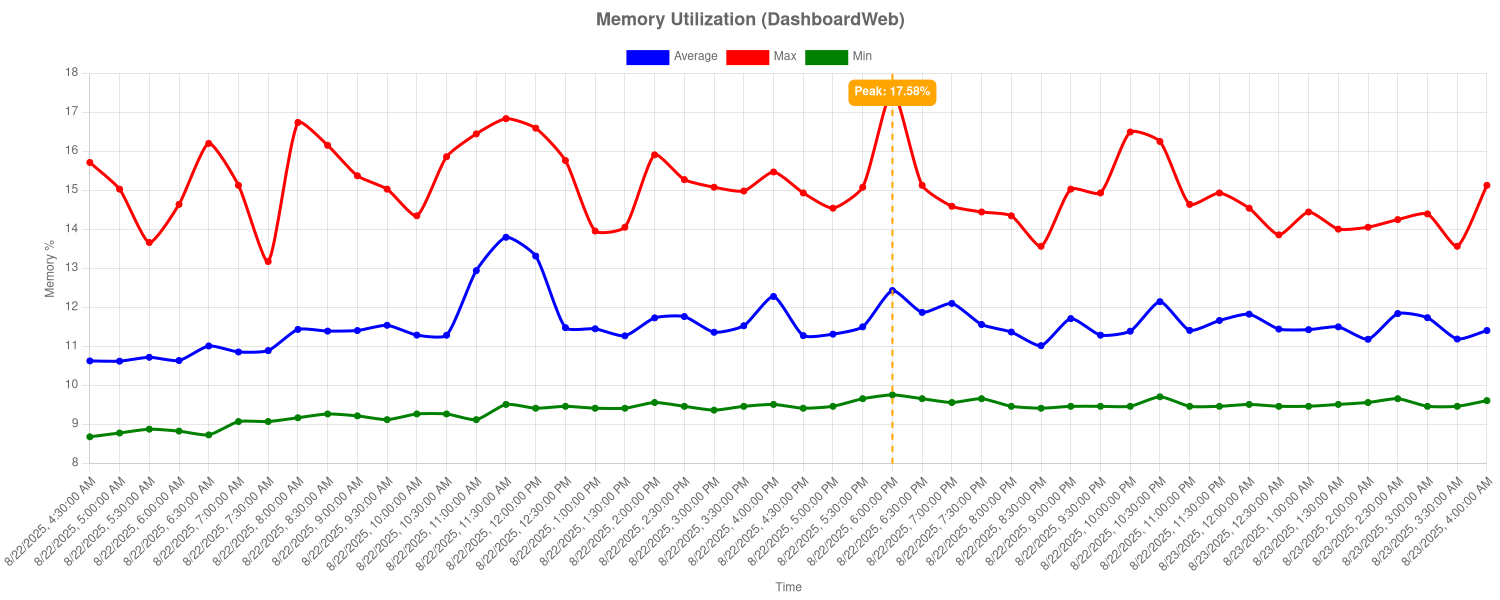 Memory Utilization (DashboardWeb)
Average Max Min
Peak: 17.58%
18
17
16
15
14
13
12
11
10
9
8
Memory %
8/22/2025, 4:30:00 AM
8/22/2025, 5:00:00 AM
8/22/2025, 5:30:00 AM
8/22/2025, 6:00:00 AM
8/22/2025, 6:30:00 AM
8/22/2025, 7:00:00 AM
8/22/2025, 7:30:00 AM
8/22/2025, 8:00:00 AM
8/22/2025, 8:30:00 AM
8/22/2025, 9:00:00 AM
8/22/2025, 9:30:00 AM
8/22/2025, 10:00:00 AM
8/22/2025, 10:30:00 AM
8/22/2025, 11:00:00 AM
8/22/2025, 11:30:00 AM
8/22/2025, 12:00:00 PM
8/22/2025, 12:30:00 PM
8/22/2025, 1:00:00 PM
8/22/2025, 1:30:00 PM
8/22/2025, 2:00:00 PM
8/22/2025, 2:30:00 PM
8/22/2025, 3:00:00 PM
8/22/2025, 3:30:00 PM
8/22/2025, 4:00:00 PM
8/22/2025, 4:30:00 PM
8/22/2025, 5:00:00 PM
8/22/2025, 5:30:00 PM
8/22/2025, 6:00:00 PM
8/22/2025, 6:30:00 PM
8/22/2025, 7:00:00 PM
8/22/2025, 7:30:00 PM
8/22/2025, 8:00:00 PM
8/22/2025, 8:30:00 PM
8/22/2025, 9:00:00 PM
8/22/2025, 9:30:00 PM
8/22/2025, 10:00:00 PM
8/22/2025, 10:30:00 PM
8/22/2025, 11:00:00 PM
8/22/2025, 11:30:00 PM
8/23/2025, 12:00:00 AM
8/23/2025, 12:30:00 AM
8/23/2025, 1:00:00 AM
8/23/2025, 1:30:00 AM
8/23/2025, 2:00:00 AM
8/23/2025, 2:30:00 AM
8/23/2025, 3:00:00 AM
8/23/2025, 3:30:00 AM
8/23/2025, 4:00:00 AM
Time